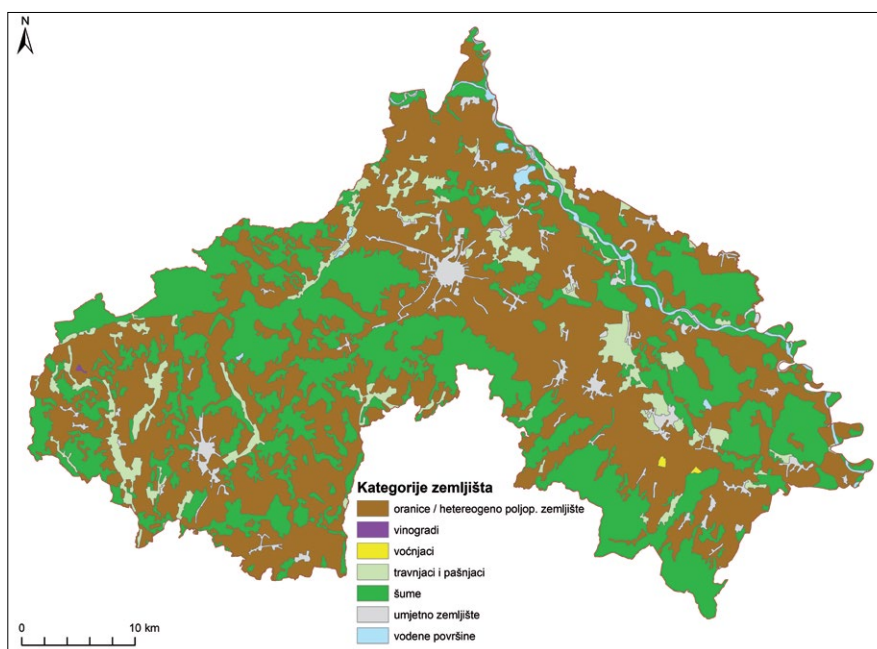 N
Kategorije zemljišta
oranice / hetereogeno poljop. zemljište
vinogradi
voćnjaci
travnjaci i pašnjaci
šume
umjetno zemljište
vodene površine
0 10 km